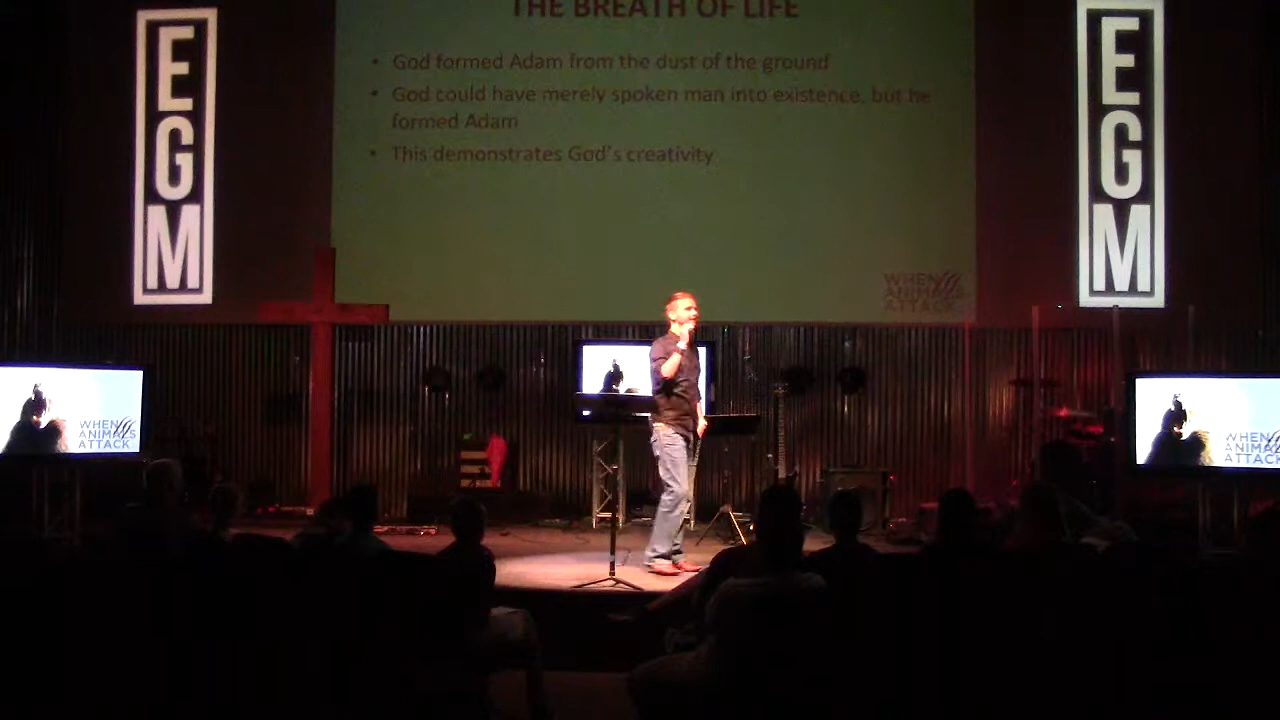 THE BREATH OF LIFE
• God formed Adam from the dust of the ground
• God could have merely spoken man into existence, but he
formed Adam
• This demonstrates God's creativity
WHEN
ANIMALS
ATTACK
EGM
EGM
WHEN
ANIMALS
ATTACK
WHEN
ANIMALS
ATTACK